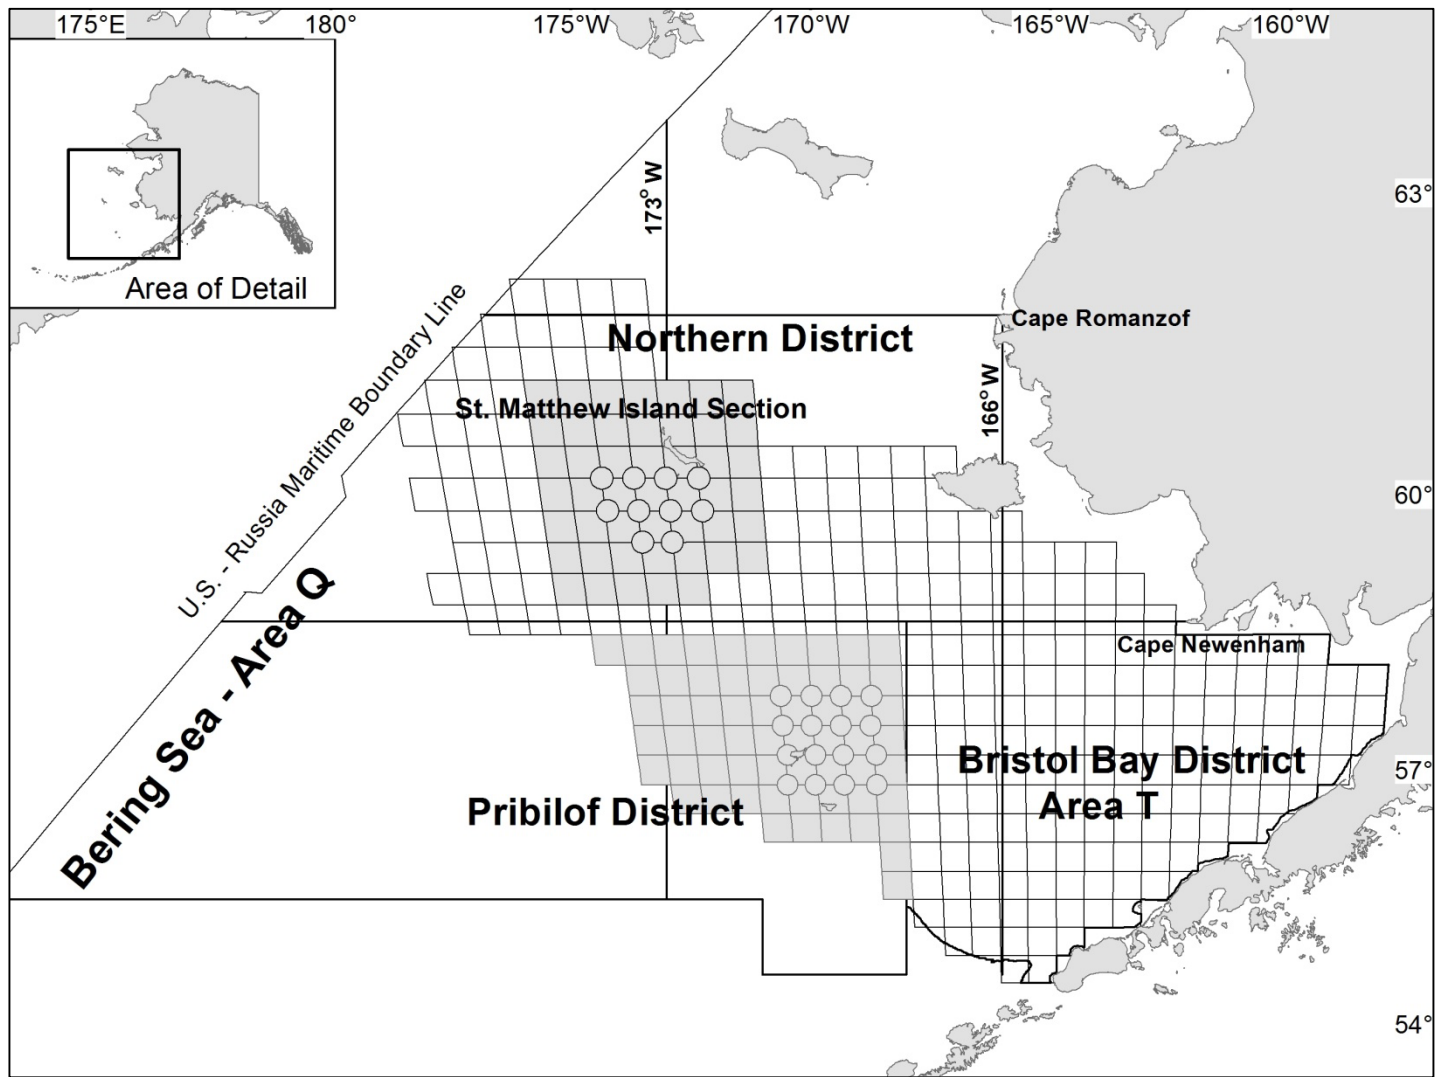 175°E
180°
175°W
170°W
165°W
160°W
Area of Detail
173° W
63°
U.S. - Russia Maritime Boundary Line
Cape Romanzof
Northern District
166° W
St. Matthew Island Section
60°
Bering Sea - Area Q
Cape Newenham
Bristol Bay District
Area T
57°
Pribilof District
54°